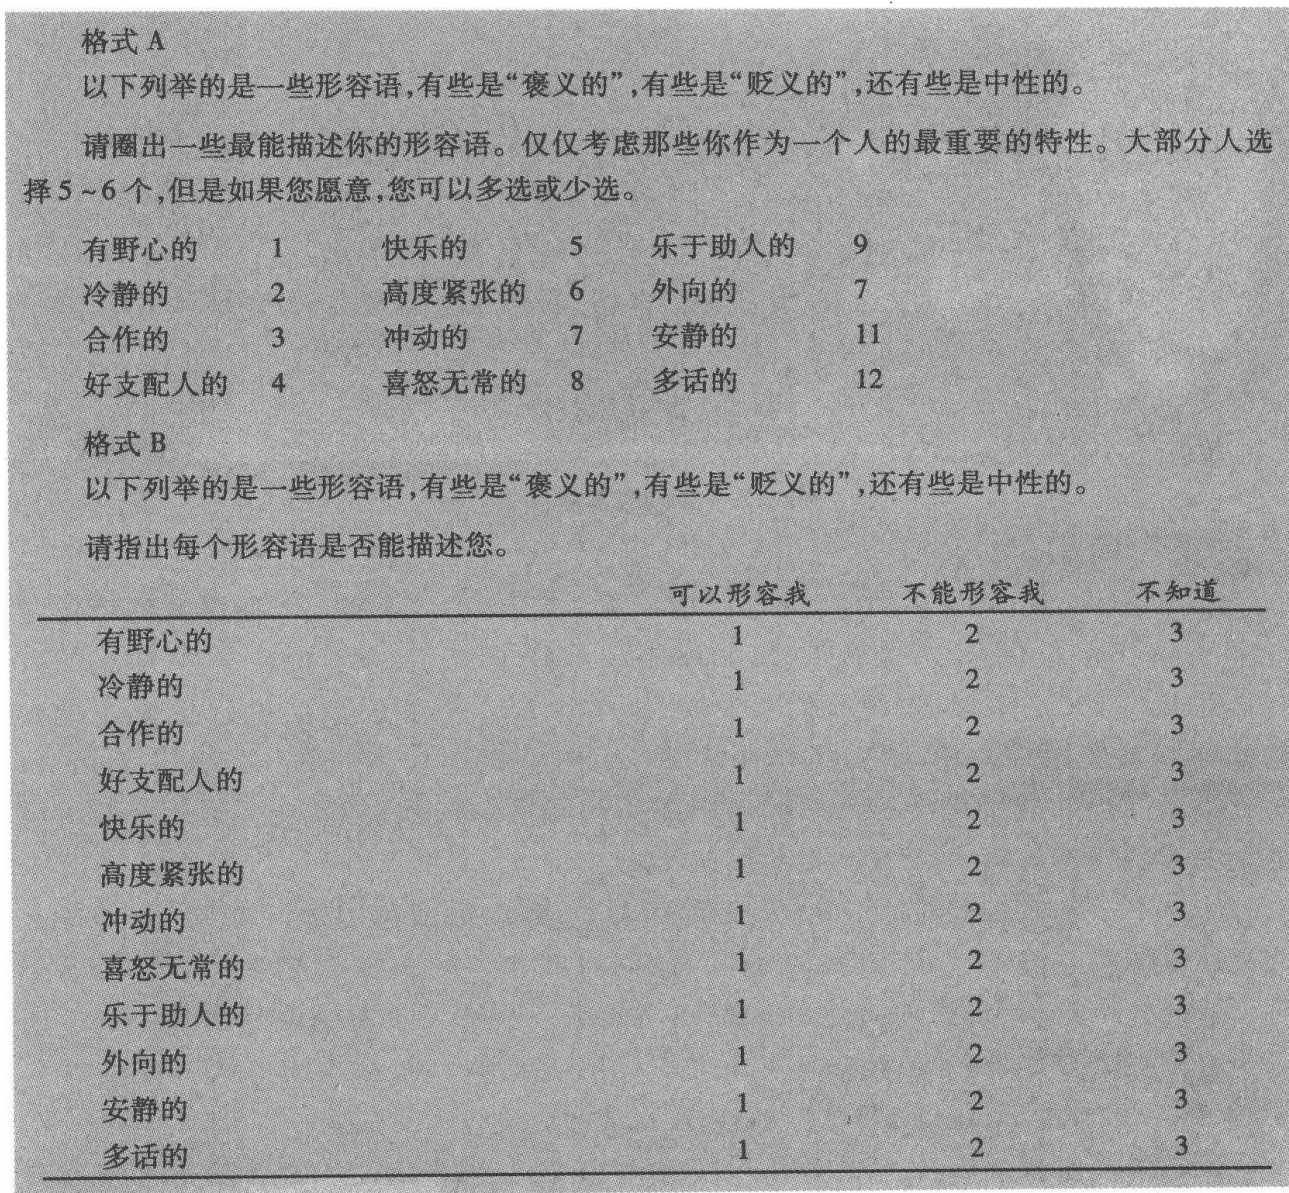 格式 A
以下列举的是一些形容语,有些是“褒义的”,有些是“贬义的”,还有些是中性的。
请圈出一些最能描述你的形容语。仅仅考虑那些你作为一个人的最重要的特性。大部分人选
择 5 ~ 6 个,但是如果您愿意,您可以多选或少选。
有野心的 1 快乐的 5 乐于助人的 9
冷静的 2 高度紧张的 6 外向的 7
合作的 3 冲动的 7 安静的 11
好支配人的 4 喜怒无常的 8 多话的 12
格式 B
以下列举的是一些形容语,有些是“褒义的”,有些是“贬义的”,还有些是中性的。
请指出每个形容语是否能描述您。
可以形容我 不能形容我 不知道
有野心的 1 2 3
冷静的 1 2 3
合作的 1 2 3
好支配人的 1 2 3
快乐的 1 2 3
高度紧张的 1 2 3
冲动的 1 2 3
喜怒无常的 1 2 3
乐于助人的 1 2 3
外向的 1 2 3
安静的 1 2 3
多话的 1 2 3